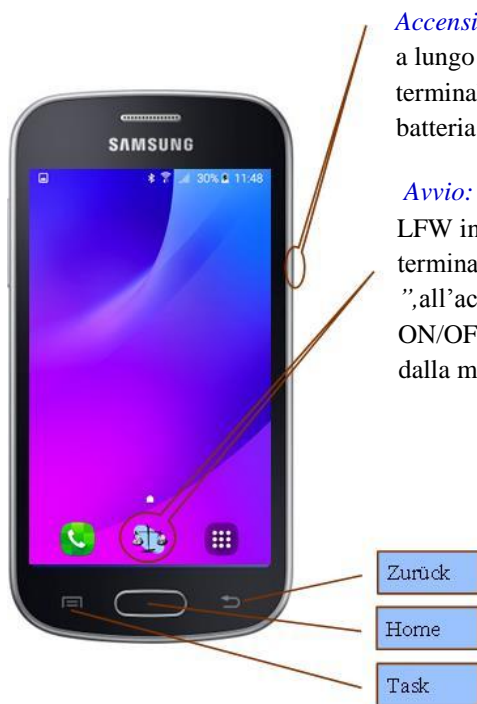 Accensi
a lungo
termina
batteria
SAMSUNG
30% 11:48
Avvio:
LFW in
termina
”,all’ac
ON/OF
dalla m
Zurück
Home
Task